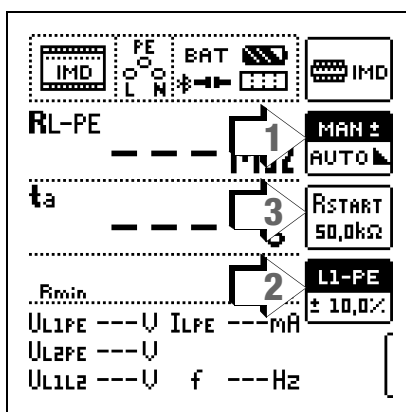 IMD PE L N BAT IMD
RL-PE 1 MAN ±
--- MΩ AUTO
ta 3 RSTART
--- s 50,0kΩ
2 L1-PE
Rmin ± 10,0%
UL1PE ---V ILPE ---mA
UL2PE ---V
UL1L2 ---V f ---Hz